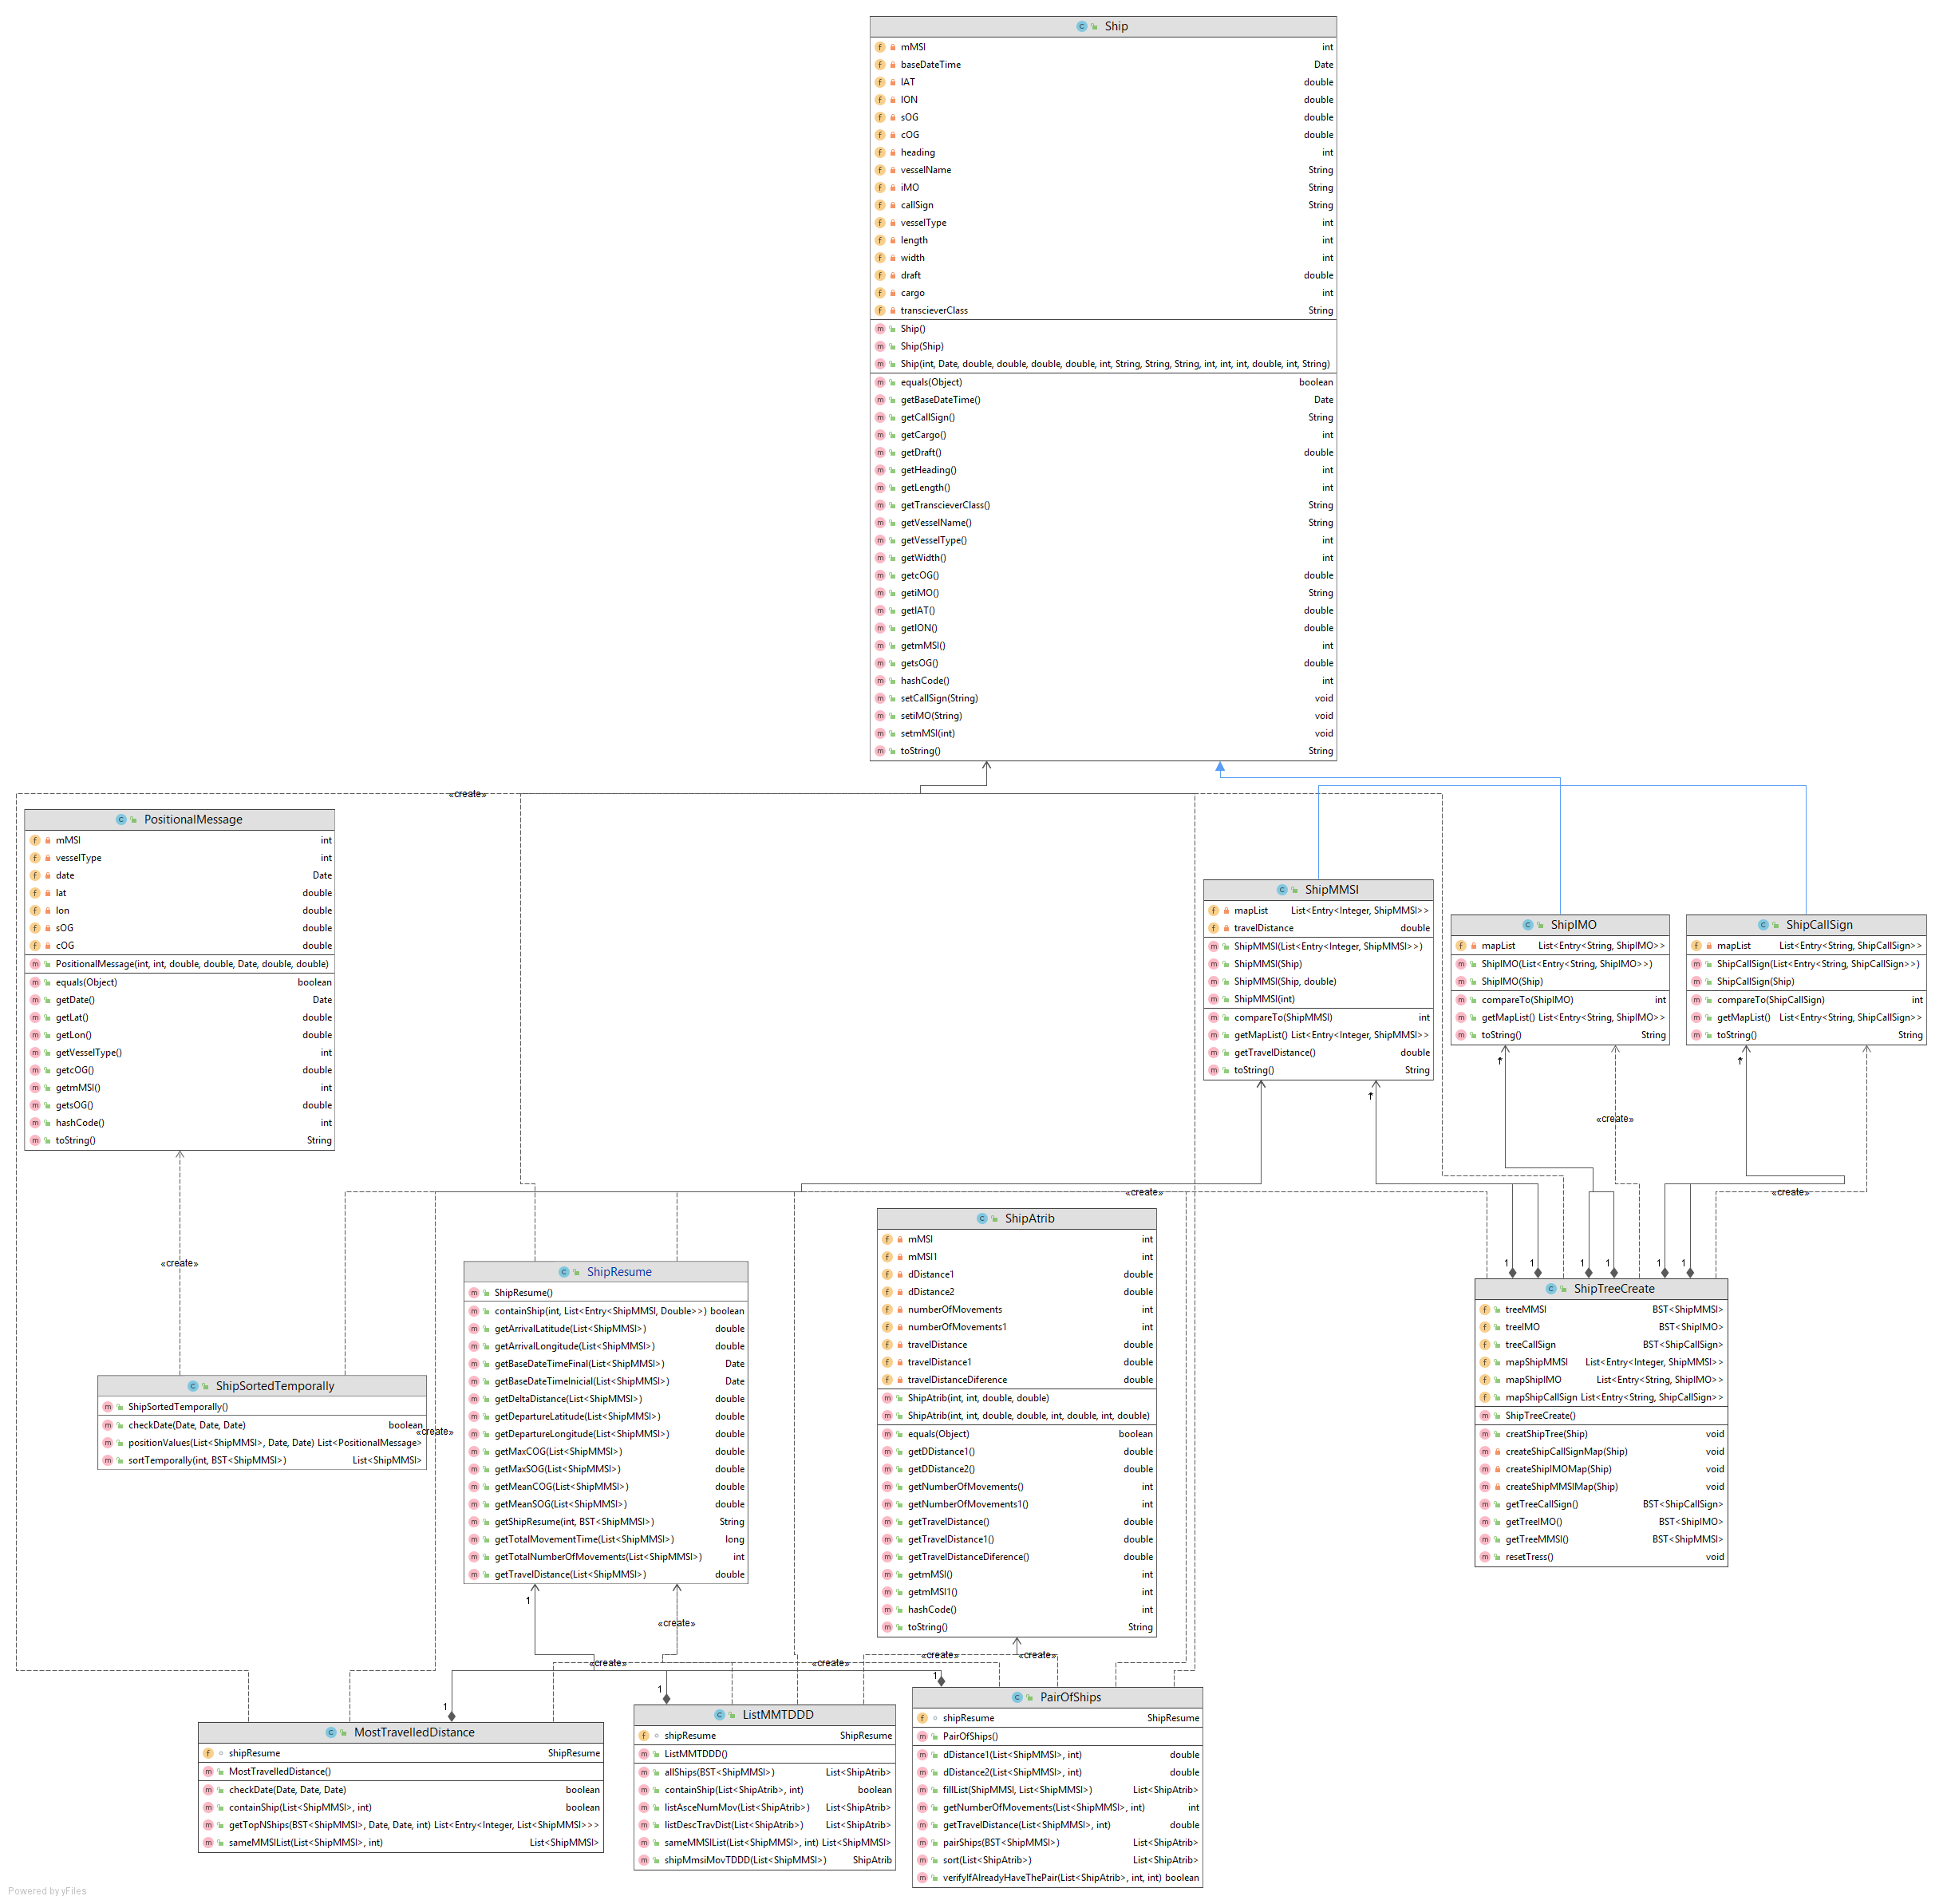 Ship
mMSI int
baseDateTime Date
lAT double
lON double
sOG double
cOG double
heading int
vesselName String
iMO String
callSign String
vesselType int
length int
width int
draft double
cargo int
transcieverClass String
Ship()
Ship(Ship)
Ship(int, Date, double, double, double, double, int, String, String, String, int, int, int, double, int, String)
equals(Object) boolean
getBaseDateTime() Date
getCallSign() String
getCargo() int
getDraft() double
getHeading() int
getLength() int
getTranscieverClass() String
getVesselName() String
getVesselType() int
getWidth() int
getcOG() double
getiMO() String
getlAT() double
getlON() double
getmMSI() int
getsOG() double
hashCode() int
setCallSign(String) void
setiMO(String) void
setmMSI(int) void
toString() String
«create»
PositionalMessage
mMSI int
vesselType int
date Date
lat double
lon double
sOG double
cOG double
PositionalMessage(int, int, double, double, Date, double, double)
equals(Object) boolean
getDate() Date
getLat() double
getLon() double
getVesselType() int
getcOG() double
getmMSI() int
getsOG() double
hashCode() int
toString() String
ShipMMSI
mapList List<Entry<Integer, ShipMMSI>>
travelDistance double
ShipMMSI(List<Entry<Integer, ShipMMSI>>)
ShipMMSI(Ship)
ShipMMSI(Ship, double)
ShipMMSI(int)
compareTo(ShipMMSI) int
getMapList() List<Entry<Integer, ShipMMSI>>
getTravelDistance() double
toString() String
ShipIMO
mapList List<Entry<String, ShipIMO>>
ShipIMO(List<Entry<String, ShipIMO>>)
ShipIMO(Ship)
compareTo(ShipIMO) int
getMapList() List<Entry<String, ShipIMO>>
toString() String
ShipCallSign
mapList List<Entry<String, ShipCallSign>>
ShipCallSign(List<Entry<String, ShipCallSign>>)
ShipCallSign(Ship)
compareTo(ShipCallSign) int
getMapList() List<Entry<String, ShipCallSign>>
toString() String
* * *
«create»
«create» «create»
«create»
ShipAtrib
mMSI int
mMSI1 int
dDistance1 double
dDistance2 double
numberOfMovements int
numberOfMovements1 int
travelDistance double
travelDistance1 double
travelDistanceDiference double
ShipAtrib(int, int, double, double)
ShipAtrib(int, int, double, double, int, double, int, double)
equals(Object) boolean
getDDistance1() double
getDDistance2() double
getNumberOfMovements() int
getNumberOfMovements1() int
getTravelDistance() double
getTravelDistance1() double
getTravelDistanceDiference() double
getmMSI() int
getmMSI1() int
hashCode() int
toString() String
ShipResume
ShipResume()
containShip(int, List<Entry<ShipMMSI, Double>>) boolean
getArrivalLatitude(List<ShipMMSI>) double
getArrivalLongitude(List<ShipMMSI>) double
getBaseDateTimeFinal(List<ShipMMSI>) Date
getBaseDateTimeInicial(List<ShipMMSI>) Date
getDeltaDistance(List<ShipMMSI>) double
getDepartureLatitude(List<ShipMMSI>) double
getDepartureLongitude(List<ShipMMSI>) double
getMaxCOG(List<ShipMMSI>) double
getMaxSOG(List<ShipMMSI>) double
getMeanCOG(List<ShipMMSI>) double
getMeanSOG(List<ShipMMSI>) double
getShipResume(int, BST<ShipMMSI>) String
getTotalMovementTime(List<ShipMMSI>) long
getTotalNumberOfMovements(List<ShipMMSI>) int
getTravelDistance(List<ShipMMSI>) double
1 1 1 1 1 1
ShipTreeCreate
treeMMSI BST<ShipMMSI>
treeIMO BST<ShipIMO>
treeCallSign BST<ShipCallSign>
mapShipMMSI List<Entry<Integer, ShipMMSI>>
mapShipIMO List<Entry<String, ShipIMO>>
mapShipCallSign List<Entry<String, ShipCallSign>>
ShipTreeCreate()
creatShipTree(Ship) void
createShipCallSignMap(Ship) void
createShipIMOMap(Ship) void
createShipMMSIMap(Ship) void
getTreeCallSign() BST<ShipCallSign>
getTreeIMO() BST<ShipIMO>
getTreeMMSI() BST<ShipMMSI>
resetTress() void
ShipSortedTemporally
ShipSortedTemporally()
checkDate(Date, Date, Date) boolean
positionValues(List<ShipMMSI>, Date, Date) List<PositionalMessage>
sortTemporally(int, BST<ShipMMSI>) List<ShipMMSI>
«create»
1
«create»
«create» «create» «create» «create»
1 1 1
MostTravelledDistance
shipResume ShipResume
MostTravelledDistance()
checkDate(Date, Date, Date) boolean
containShip(List<ShipMMSI>, int) boolean
getTopNShips(BST<ShipMMSI>, Date, Date, int) List<Entry<Integer, List<ShipMMSI>>>
sameMMSIList(List<ShipMMSI>, int) List<ShipMMSI>
ListMMTDDD
shipResume ShipResume
ListMMTDDD()
allShips(BST<ShipMMSI>) List<ShipAtrib>
containShip(List<ShipAtrib>, int) boolean
listAsceNumMov(List<ShipAtrib>) List<ShipAtrib>
listDescTravDist(List<ShipAtrib>) List<ShipAtrib>
sameMMSIList(List<ShipMMSI>, int) List<ShipMMSI>
shipMmsiMovTDDD(List<ShipMMSI>) ShipAtrib
PairOfShips
shipResume ShipResume
PairOfShips()
dDistance1(List<ShipMMSI>, int) double
dDistance2(List<ShipMMSI>, int) double
fillList(ShipMMSI, List<ShipMMSI>) List<ShipAtrib>
getNumberOfMovements(List<ShipMMSI>, int) int
getTravelDistance(List<ShipMMSI>, int) double
pairShips(BST<ShipMMSI>) List<ShipAtrib>
sort(List<ShipAtrib>) List<ShipAtrib>
verifyIfAlreadyHaveThePair(List<ShipAtrib>, int, int) boolean
Powered by yFiles